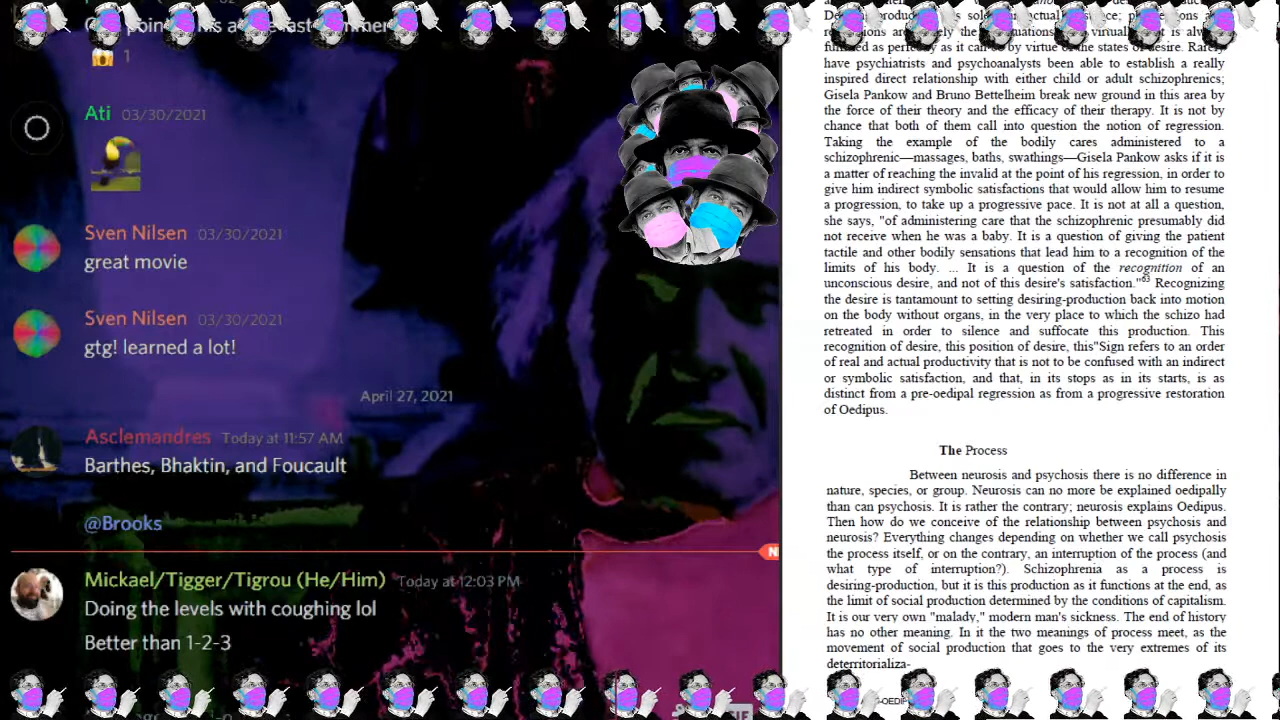 Ati 03/30/2021
Sven Nilsen 03/30/2021
great movie
Sven Nilsen 03/30/2021
gtg! learned a lot!
April 27, 2021
Asclemandres Today at 11:57 AM
Barthes, Bhaktin, and Foucault
@Brooks
Mickael/Tigger/Tigrou (He/Him) Today at 12:03 PM
Doing the levels with coughing lol
Better than 1-2-3
have psychiatrists and psychoanalysts been able to establish a really
inspired direct relationship with either child or adult schizophrenics;
Gisela Pankow and Bruno Bettelheim break new ground in this area by
the force of their theory and the efficacy of their therapy. It is not by
chance that both of them call into question the notion of regression.
Taking the example of the bodily cares administered to a
schizophrenic—massages, baths, swathings—Gisela Pankow asks if it is
a matter of reaching the invalid at the point of his regression, in order to
give him indirect symbolic satisfactions that would allow him to resume
a progression, to take up a progressive pace. It is not at all a question,
she says, "of administering care that the schizophrenic presumably did
not receive when he was a baby. It is a question of giving the patient
tactile and other bodily sensations that lead him to a recognition of the
limits of his body. ... It is a question of the recognition of an
unconscious desire, and not of this desire's satisfaction."⁶³ Recognizing
the desire is tantamount to setting desiring-production back into motion
on the body without organs, in the very place to which the schizo had
retreated in order to silence and suffocate this production. This
recognition of desire, this position of desire, this"Sign refers to an order
of real and actual productivity that is not to be confused with an indirect
or symbolic satisfaction, and that, in its stops as in its starts, is as
distinct from a pre-oedipal regression as from a progressive restoration
of Oedipus.
The Process
Between neurosis and psychosis there is no difference in
nature, species, or group. Neurosis can no more be explained oedipally
than can psychosis. It is rather the contrary; neurosis explains Oedipus.
Then how do we conceive of the relationship between psychosis and
neurosis? Everything changes depending on whether we call psychosis
the process itself, or on the contrary, an interruption of the process (and
what type of interruption?). Schizophrenia as a process is
desiring-production, but it is this production as it functions at the end, as
the limit of social production determined by the conditions of capitalism.
It is our very own "malady," modern man's sickness. The end of history
has no other meaning. In it the two meanings of process meet, as the
movement of social production that goes to the very extremes of its
deterritorializa-